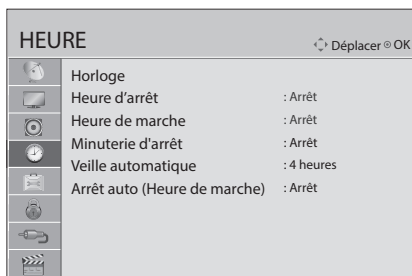 HEURE Déplacer OK
Horloge
Heure d’arrêt : Arrêt
Heure de marche : Arrêt
Minuterie d'arrêt : Arrêt
Veille automatique : 4 heures
Arrêt auto (Heure de marche) : Arrêt